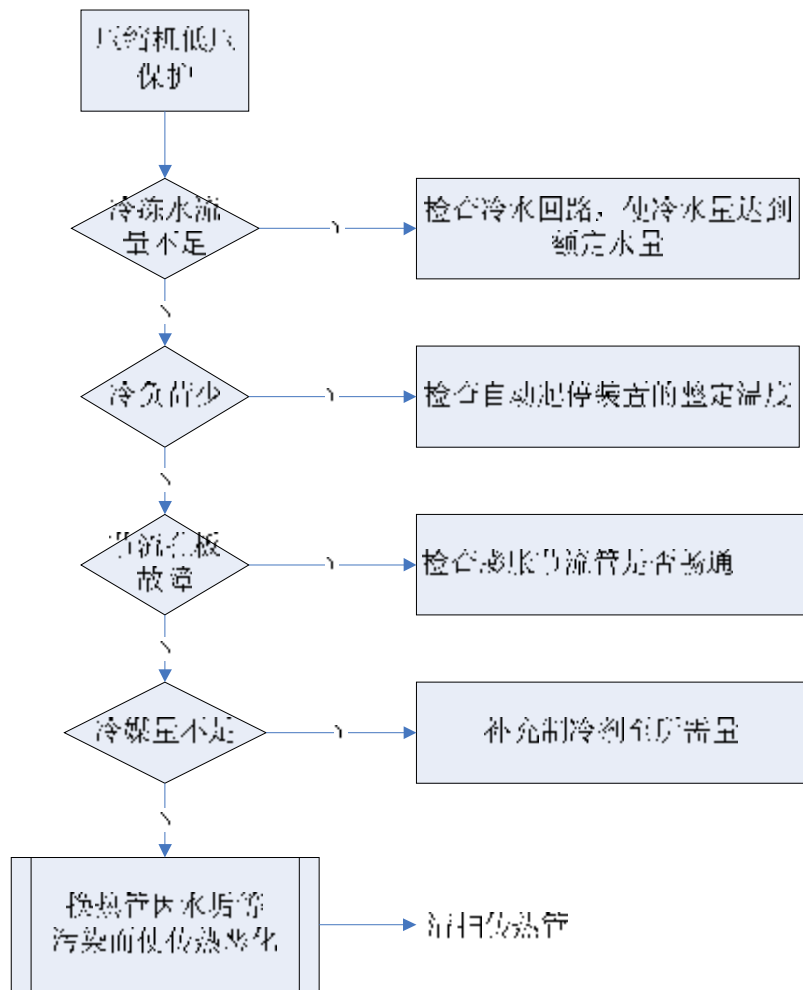 压缩机低压
保护
冷冻水流
量不足
检查冷水回路，使冷水量达到
额定水量
冷负荷少
检查自动起停装置的整定温度
节流孔板
故障
检查膨胀节流管是否畅通
冷媒量不足
补充制冷剂至所需量
换热管因水垢等
污染而使传热恶化
清扫传热管